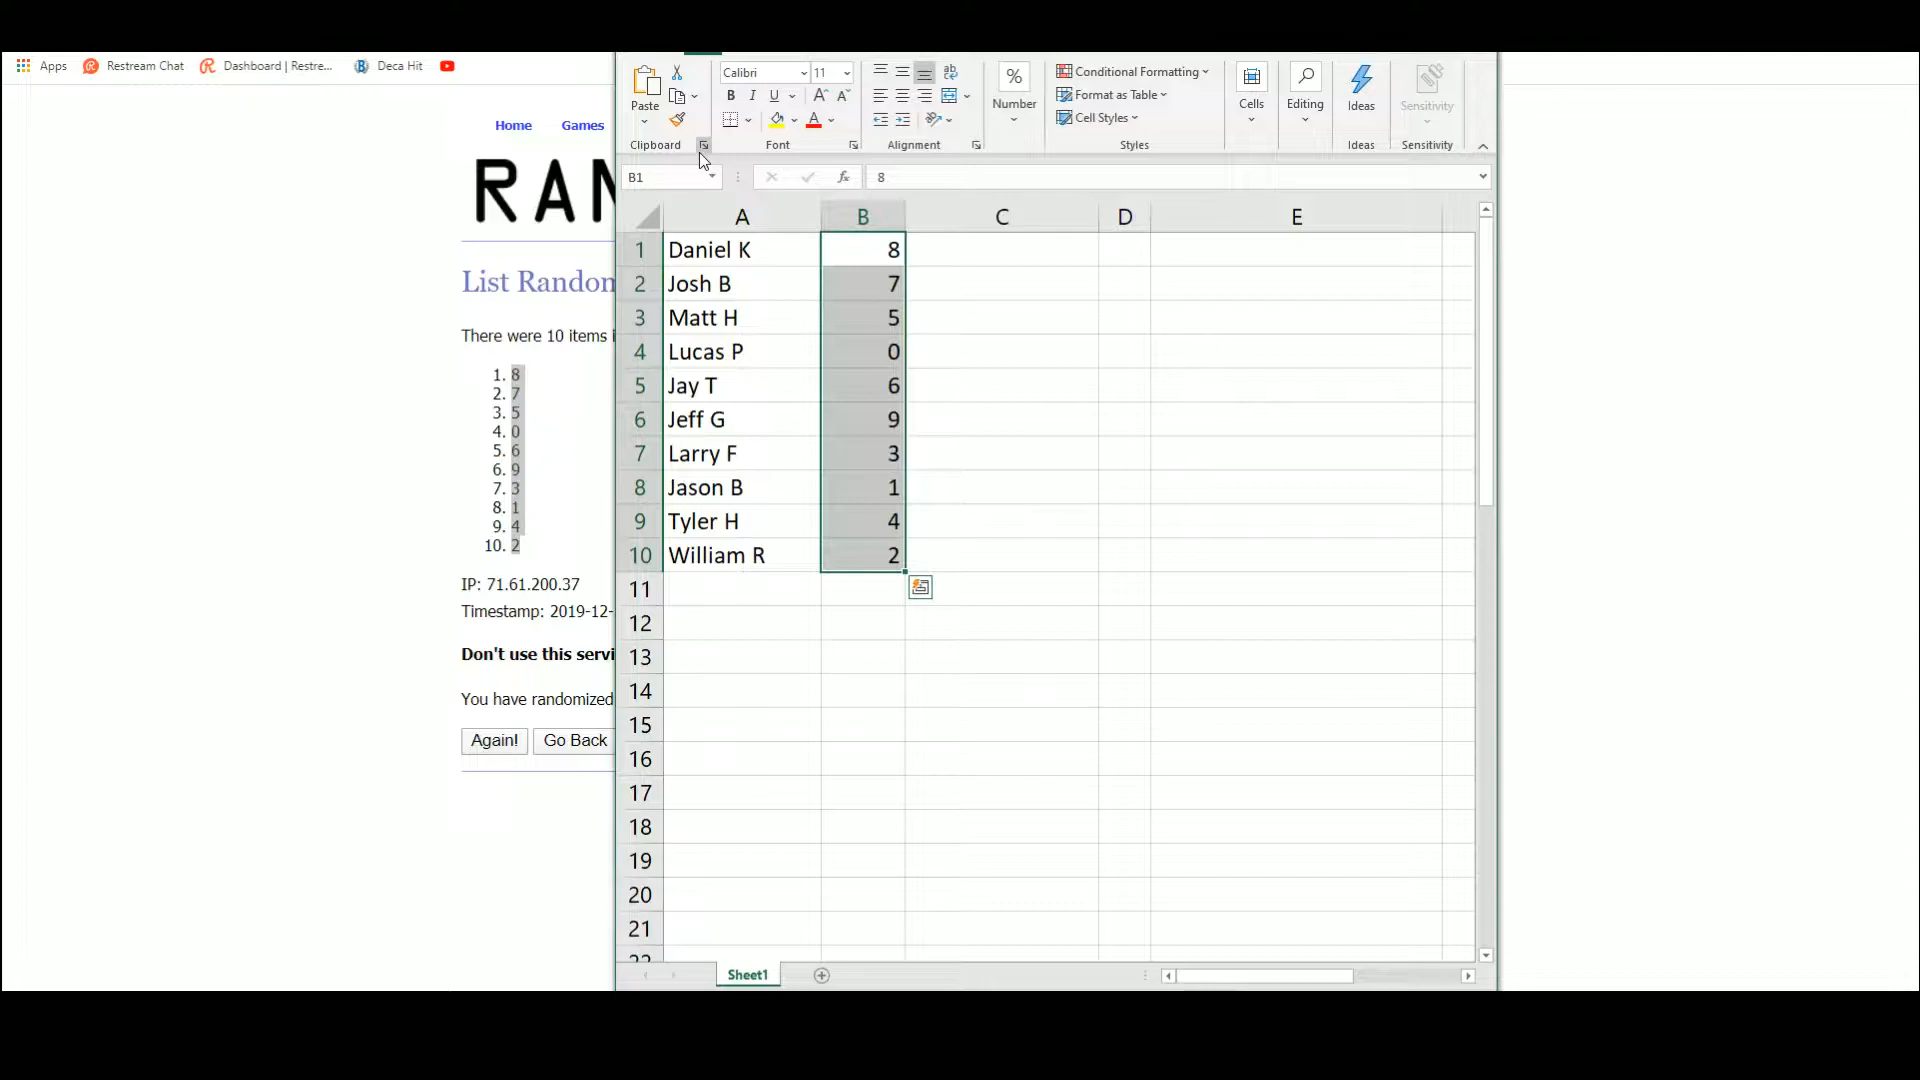 Apps Restream Chat Dashboard | Restre... Deca Hit
Home Games
RAN
List Random
There were 10 items i
1. 8
2. 7
3. 5
4. 0
5. 6
6. 9
7. 3
8. 1
9. 4
10. 2
IP: 71.61.200.37
Timestamp: 2019-12-
Don't use this servi
You have randomized
Again! Go Back
Paste
Clipboard
Calibri 11
B I U A A
A
Font
ab
Alignment
%
Number
Conditional Formatting
Format as Table
Cell Styles
Styles
Cells
Editing
Ideas
Ideas
Sensitivity
Sensitivity
B1 fx 8
A B C D E
1 Daniel K 8
2 Josh B 7
3 Matt H 5
4 Lucas P 0
5 Jay T 6
6 Jeff G 9
7 Larry F 3
8 Jason B 1
9 Tyler H 4
10 William R 2
11
12
13
14
15
16
17
18
19
20
21
22
Sheet1